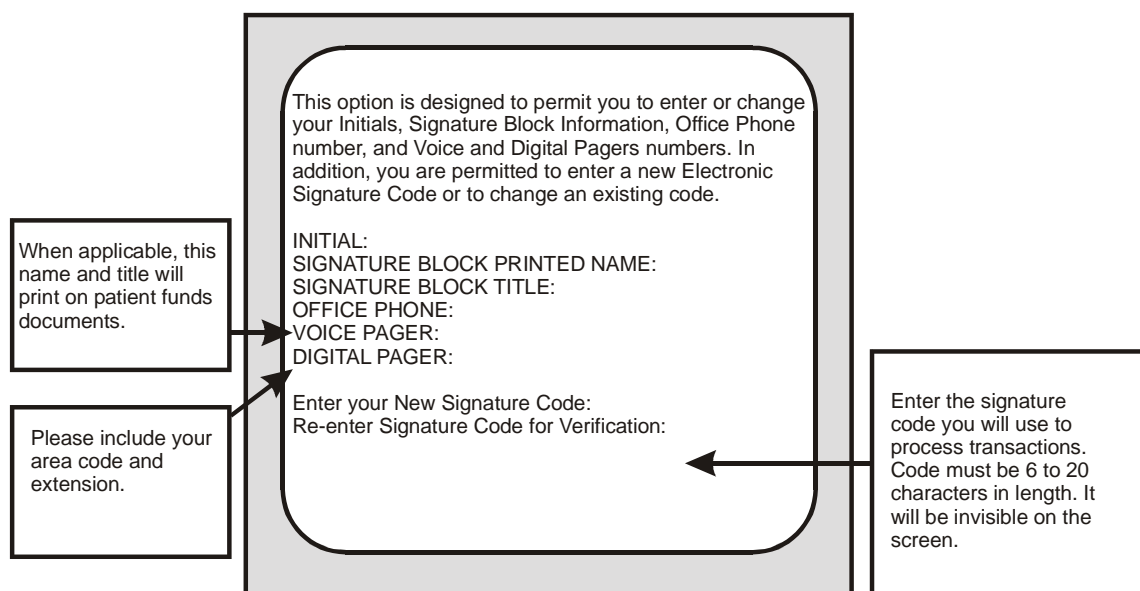 This option is designed to permit you to enter or change
your Initials, Signature Block Information, Office Phone
number, and Voice and Digital Pagers numbers. In
addition, you are permitted to enter a new Electronic
Signature Code or to change an existing code.
INITIAL:
SIGNATURE BLOCK PRINTED NAME:
SIGNATURE BLOCK TITLE:
OFFICE PHONE:
VOICE PAGER:
DIGITAL PAGER:
Enter your New Signature Code:
Re-enter Signature Code for Verification:
When applicable, this
name and title will
print on patient funds
documents.
Please include your
area code and
extension.
Enter the signature
code you will use to
process transactions.
Code must be 6 to 20
characters in length. It
will be invisible on the
screen.